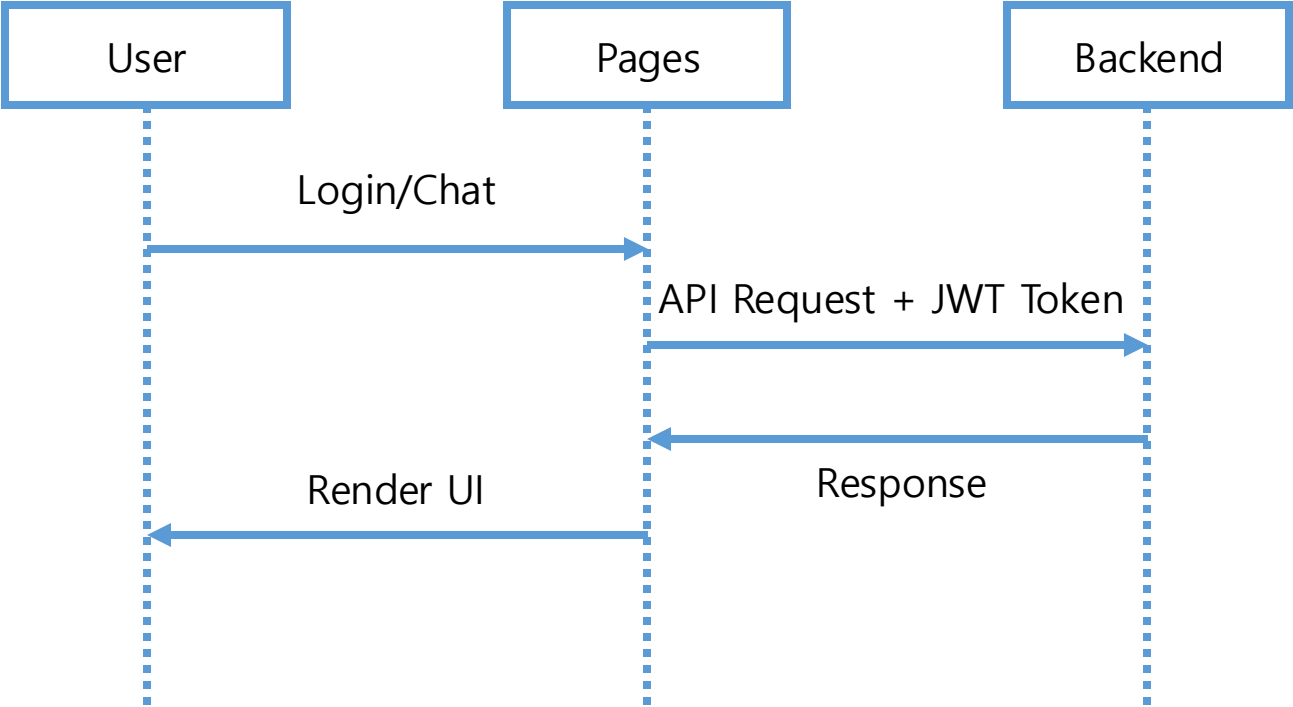 User
Pages
Backend
Login/Chat
API Request + JWT Token
Response
Render UI